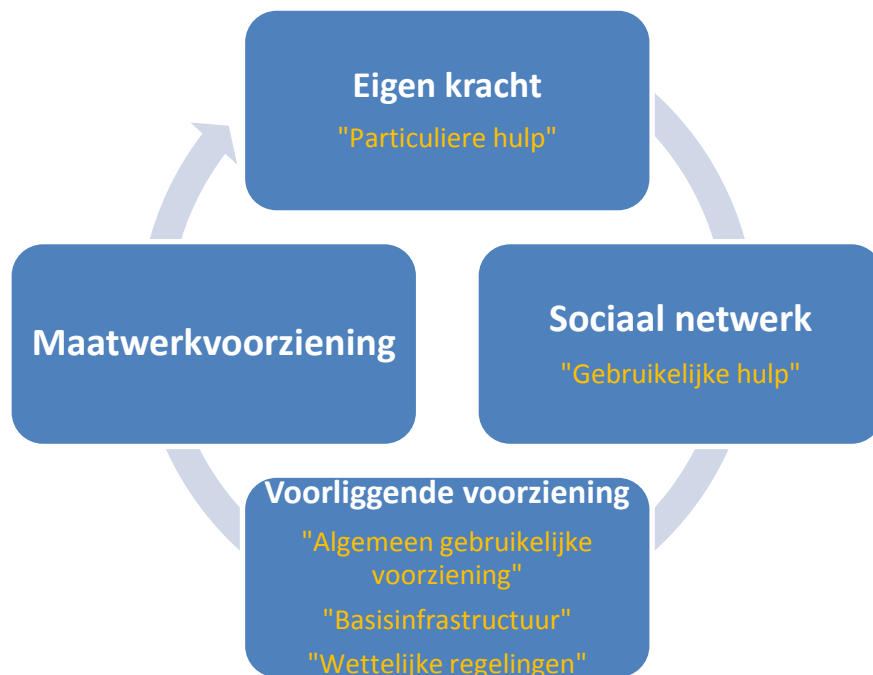 Eigen kracht
"Particuliere hulp"
Sociaal netwerk
"Gebruikelijke hulp"
Voorliggende voorziening
"Algemeen gebruikelijke
voorziening"
"Basisinfrastructuur"
"Wettelijke regelingen"
Maatwerkvoorziening